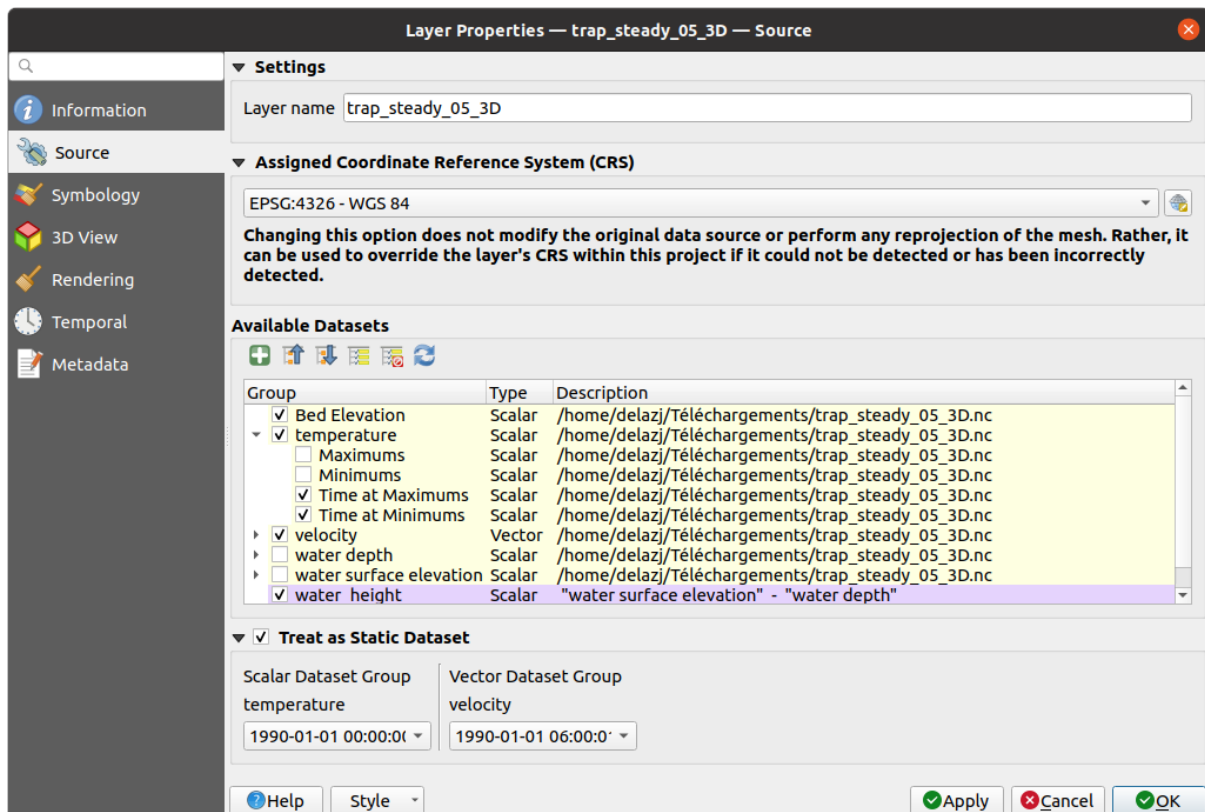 Layer Properties — trap_steady_05_3D — Source
Information
Source
Symbology
3D View
Rendering
Temporal
Metadata
Settings
Layer name trap_steady_05_3D
Assigned Coordinate Reference System (CRS)
EPSG:4326 - WGS 84
Changing this option does not modify the original data source or perform any reprojection of the mesh. Rather, it
can be used to override the layer's CRS within this project if it could not be detected or has been incorrectly
detected.
Available Datasets
Group Type Description
Bed Elevation Scalar /home/delazj/Téléchargements/trap_steady_05_3D.nc
temperature Scalar /home/delazj/Téléchargements/trap_steady_05_3D.nc
Maximums Scalar /home/delazj/Téléchargements/trap_steady_05_3D.nc
Minimums Scalar /home/delazj/Téléchargements/trap_steady_05_3D.nc
Time at Maximums Scalar /home/delazj/Téléchargements/trap_steady_05_3D.nc
Time at Minimums Scalar /home/delazj/Téléchargements/trap_steady_05_3D.nc
velocity Vector /home/delazj/Téléchargements/trap_steady_05_3D.nc
water depth Scalar /home/delazj/Téléchargements/trap_steady_05_3D.nc
water surface elevation Scalar /home/delazj/Téléchargements/trap_steady_05_3D.nc
water_height Scalar "water surface elevation" - "water depth"
Treat as Static Dataset
Scalar Dataset Group Vector Dataset Group
temperature velocity
1990-01-01 00:00:0 1990-01-01 06:00:0
Help Style Apply Cancel OK